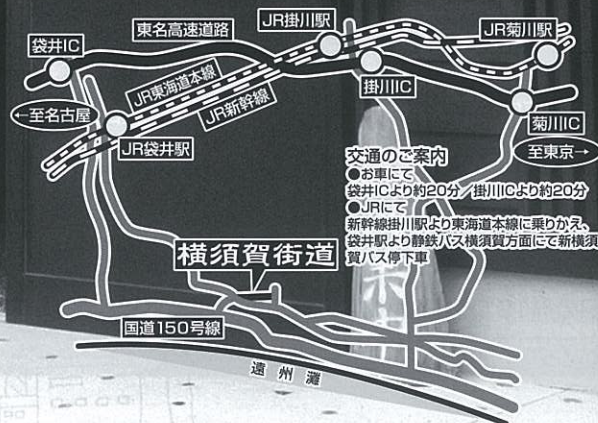 JR掛川駅
JR菊川駅
東名高速道路
袋井IC
掛川IC
JR東海道本線
JR新幹線
←至名古屋
菊川IC
JR袋井駅
至東京→
交通のご案内
●お車にて
袋井ICより約20分/掛川ICより約20分
●JRにて
新幹線掛川駅より東海道本線に乗りかえ、
袋井駅より静鉄バス横須賀方面にて新横須
賀バス停下車
横須賀街道
国道150号線
遠州灘